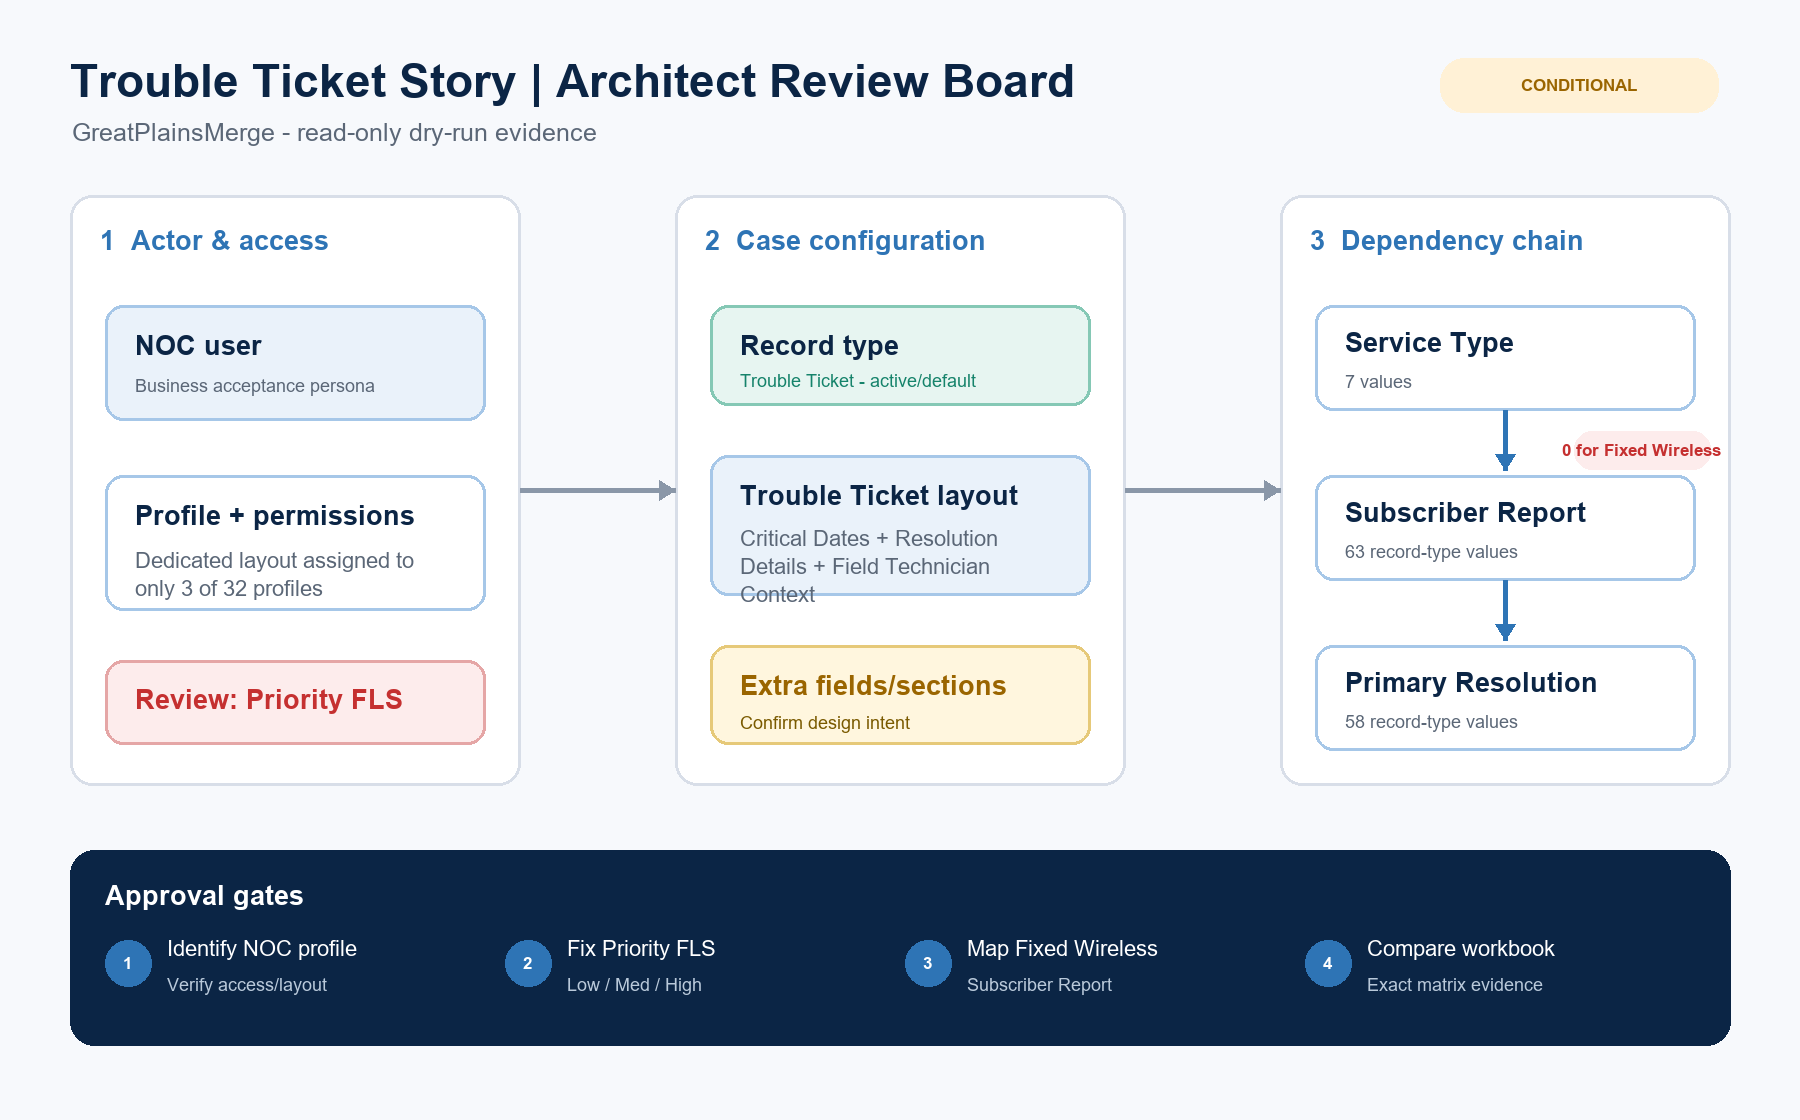 Trouble Ticket Story | Architect Review Board
CONDITIONAL
GreatPlainsMerge - read-only dry-run evidence
1 Actor & access
NOC user
Business acceptance persona
Profile + permissions
Dedicated layout assigned to
only 3 of 32 profiles
Review: Priority FLS
2 Case configuration
Record type
Trouble Ticket - active/default
Trouble Ticket layout
Critical Dates + Resolution
Details + Field Technician
Context
Extra fields/sections
Confirm design intent
3 Dependency chain
Service Type
7 values
0 for Fixed Wireless
Subscriber Report
63 record-type values
Primary Resolution
58 record-type values
Approval gates
1
Identify NOC profile
Verify access/layout
2
Fix Priority FLS
Low / Med / High
3
Map Fixed Wireless
Subscriber Report
4
Compare workbook
Exact matrix evidence